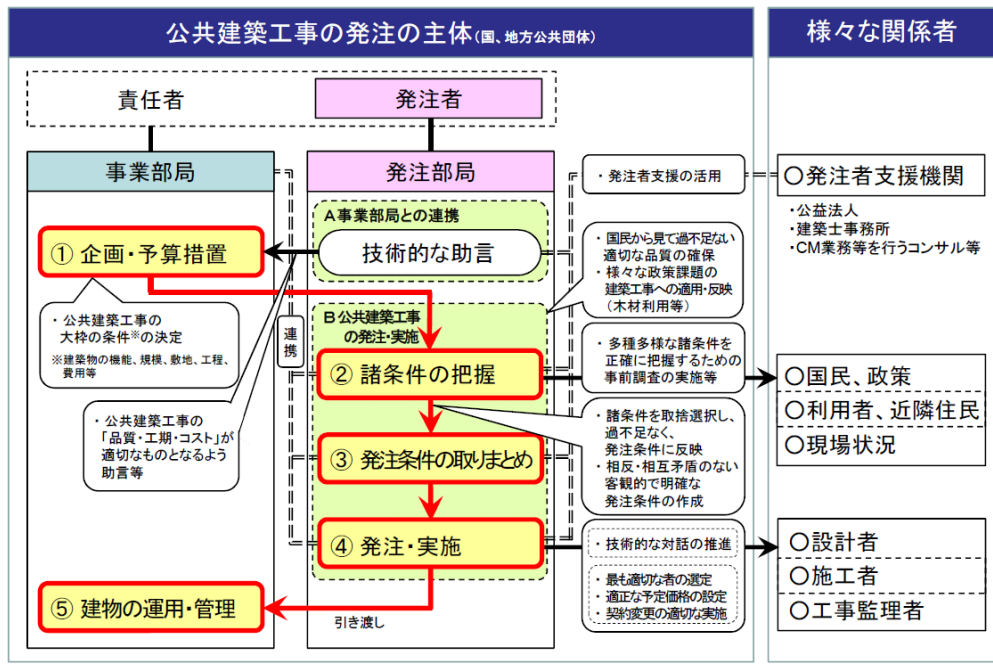 公共建築工事の発注の主体(国、地方公共団体)
様々な関係者
責任者
発注者
事業部局
発注部局
・発注者支援の活用
○発注者支援機関
・公益法人
・建築士事務所
・CM業務等を行うコンサル等
A事業部局との連携
技術的な助言
① 企画・予算措置
・国民から見て過不足ない
適切な品質の確保
・様々な政策課題の
建築工事への適用・反映
(木材利用等)
・公共建築工事の
大枠の条件※の決定
※建築物の機能、規模、敷地、工程、
費用等
連携
B公共建築工事
の発注・実施
② 諸条件の把握
・多種多様な諸条件を
正確に把握するための
事前調査の実施等
○国民、政策
○利用者、近隣住民
○現場状況
・公共建築工事の
「品質・工期・コスト」が
適切なものとなるよう
助言等
・諸条件を取捨選択し、
過不足なく、
発注条件に反映
・相反・相互矛盾のない
客観的で明確な
発注条件の作成
③ 発注条件の取りまとめ
④ 発注・実施
・技術的な対話の推進
・最も適切な者の選定
・適正な予定価格の設定
・契約変更の適切な実施
○設計者
○施工者
○工事監理者
⑤ 建物の運用・管理
引き渡し